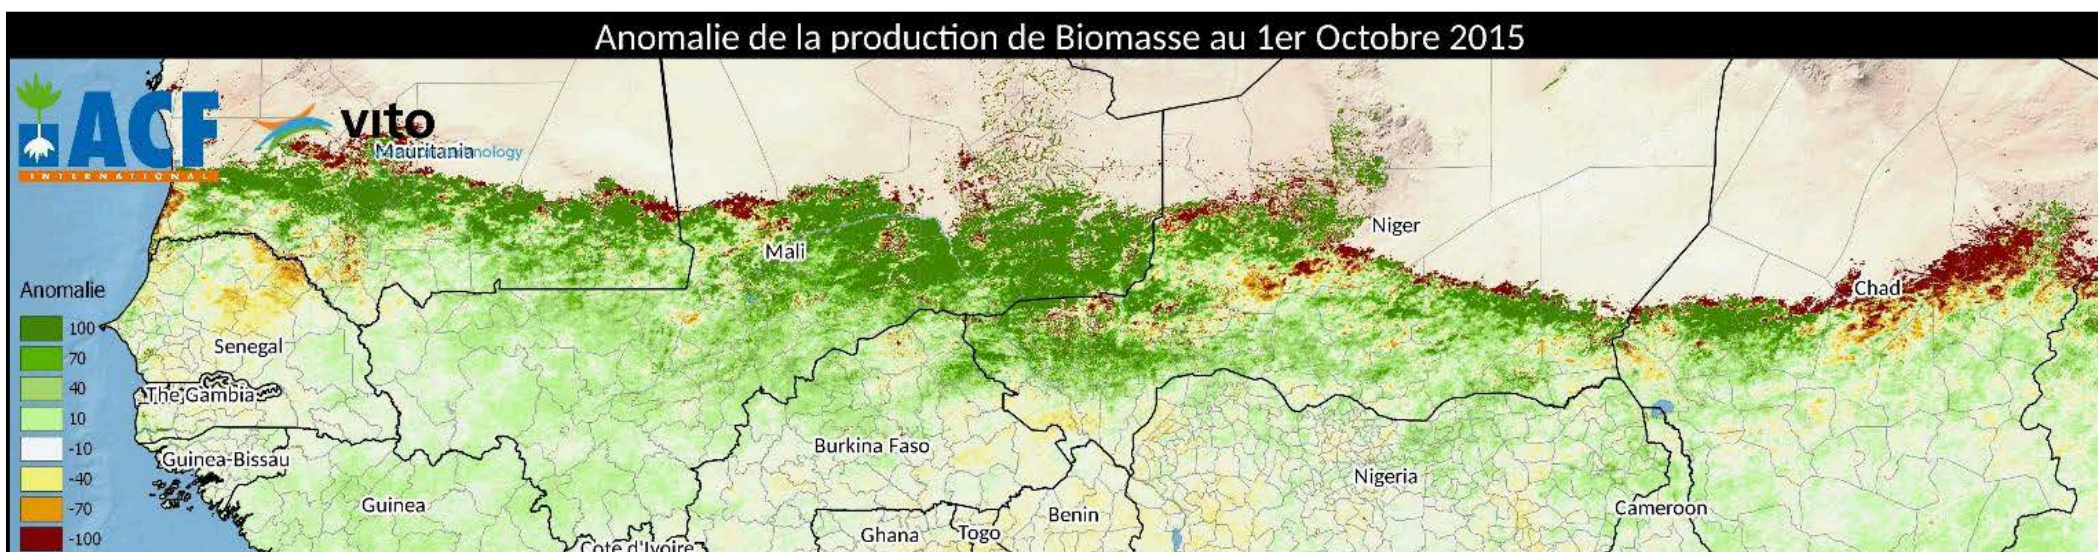 Anomalie de la production de Biomasse au 1er Octobre 2015
ACF
INTERNATIONAL
vito
Mauritania
Niger
Mali
Chad
Anomalie
100
70
40
10
-10
-40
-70
-100
Senegal
The Gambia
Guinea-Bissau
Guinea
Burkina Faso
Nigeria
Cameroon
Benin
Ghana
Togo
Cote d'Ivoire